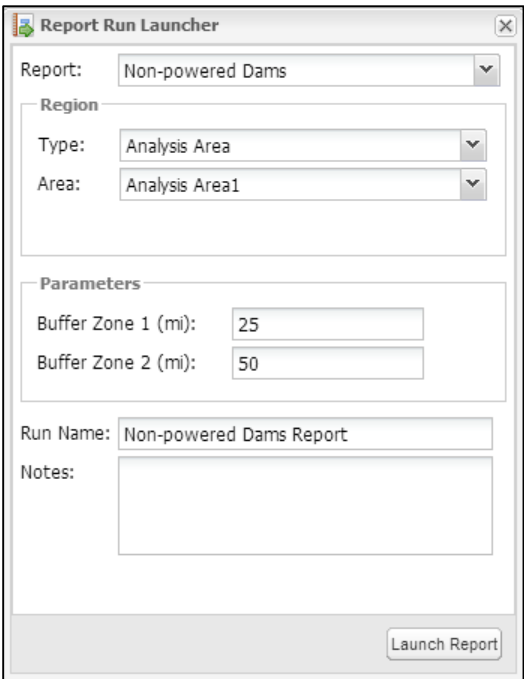 Report Run Launcher
Report: Non-powered Dams
Region
Type: Analysis Area
Area: Analysis Area1
Parameters
Buffer Zone 1 (mi): 25
Buffer Zone 2 (mi): 50
Run Name: Non-powered Dams Report
Notes:
Launch Report